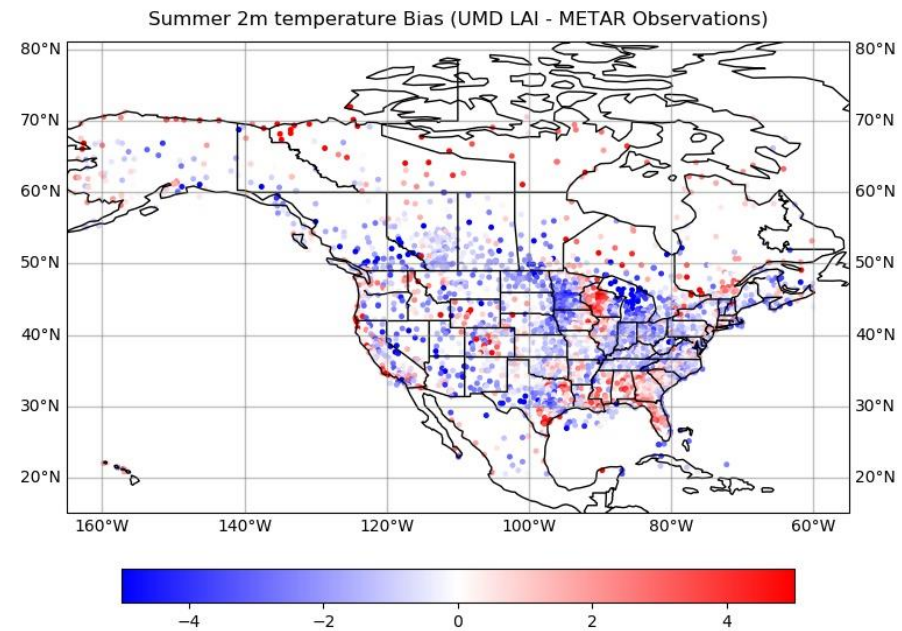 Summer 2m temperature Bias (UMD LAI - METAR Observations)
80°N 80°N
70°N 70°N
60°N 60°N
50°N 50°N
40°N 40°N
30°N 30°N
20°N 20°N
160°W 140°W 120°W 100°W 80°W 60°W
−4 −2 0 2 4